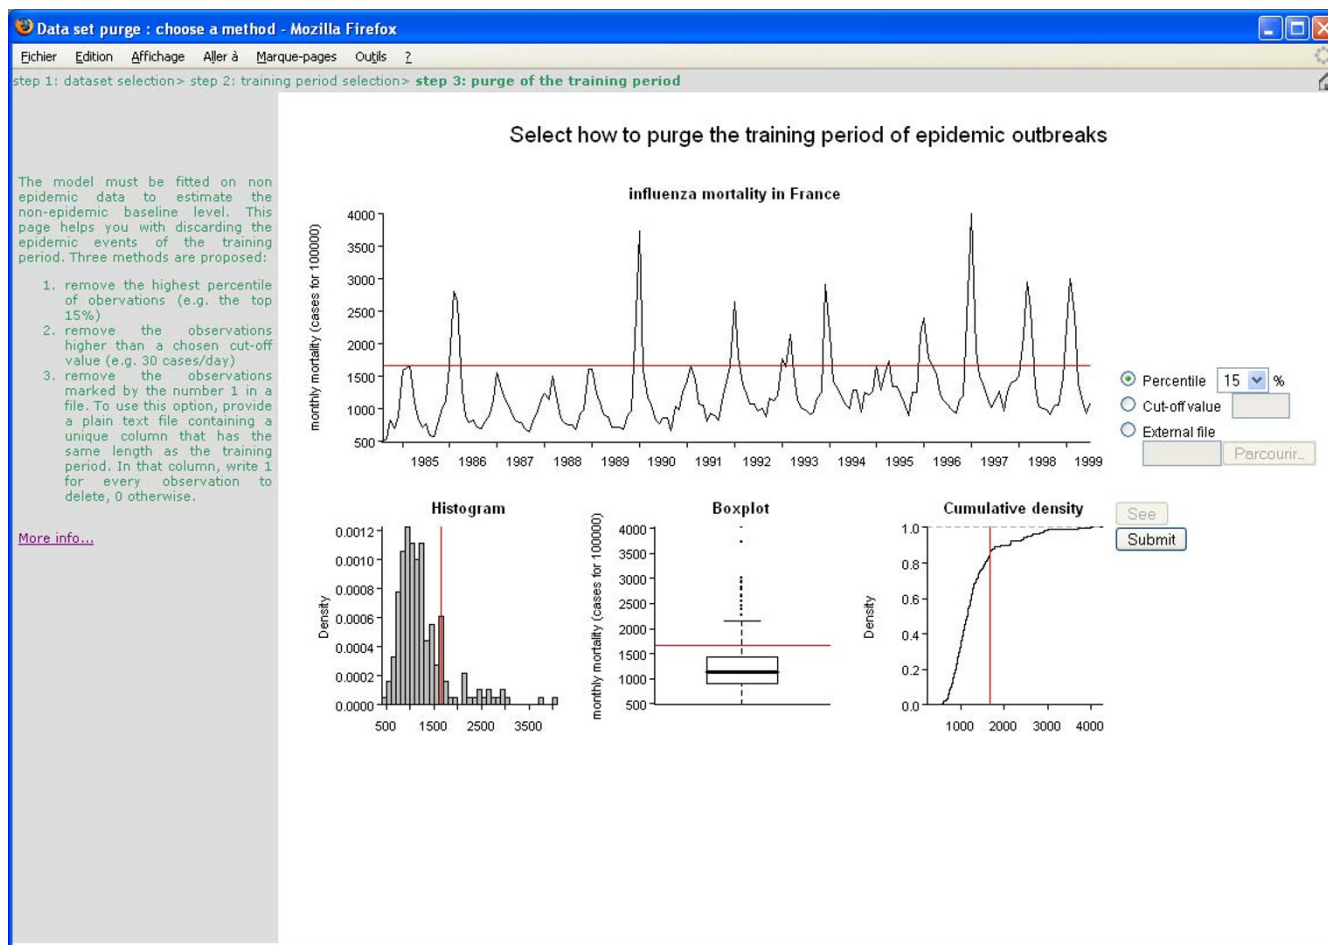 Data set purge : choose a method - Mozilla Firefox
Fichier Edition Affichage Aller à Marque-pages Outils ?
step 1: dataset selection> step 2: training period selection> step 3: purge of the training period
The model must be fitted on non
epidemic data to estimate the
non-epidemic baseline level. This
page helps you with discarding the
epidemic events of the training
period. Three methods are proposed:
1. remove the highest percentile
of obervations (e.g. the top
15%)
2. remove the observations
higher than a chosen cut-off
value (e.g. 30 cases/day)
3. remove the observations
marked by the number 1 in a
file. To use this option, provide
a plain text file containing a
unique column that has the
same length as the training
period. In that column, write 1
for every observation to
delete, 0 otherwise.
More info...
Select how to purge the training period of epidemic outbreaks
influenza mortality in France
monthly mortality (cases for 100000)
4000
3500
3000
2500
2000
1500
1000
500
1985 1986 1987 1988 1989 1990 1991 1992 1993 1994 1995 1996 1997 1998 1999
Percentile 15 %
Cut-off value
External file
Parcourir...
See
Submit
Histogram
Density
0.0012
0.0010
0.0008
0.0006
0.0004
0.0002
0.0000
500 1500 2500 3500
Boxplot
monthly mortality (cases for 100000)
4000
3500
3000
2500
2000
1500
1000
500
Cumulative density
Density
1.0
0.8
0.6
0.4
0.2
0.0
1000 2000 3000 4000